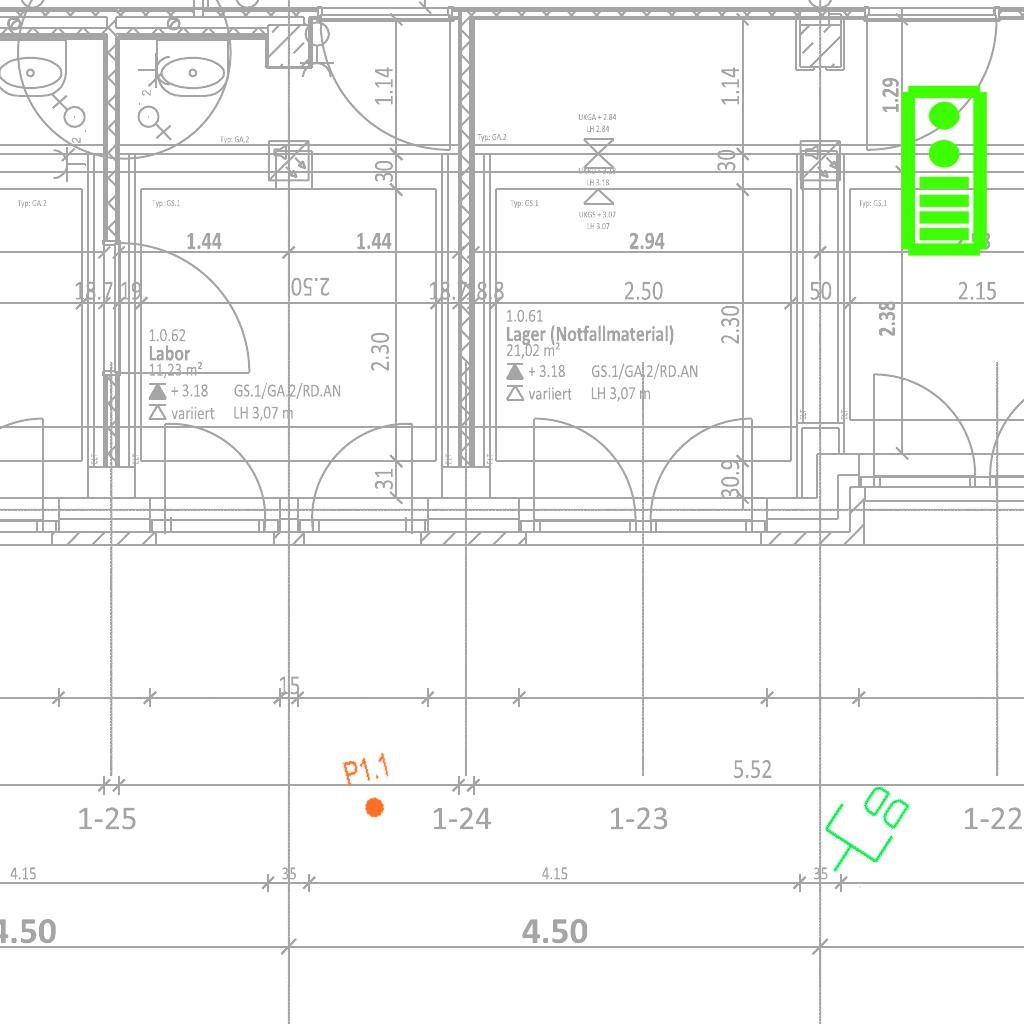 1.14
1.14
1.29
Typ: GA.2
Typ: GA.2
UKGA + 2.84
LH 2.84
30
30
LH 3.18
UKGS + 3.07
LH 3.07
Typ: GA.2
Typ: GS.1
Typ: GS.1
Typ: GS.1
1.44
1.44
2.94
2.50
18.7
19
2.50
50
2.15
2.30
2.30
2.38
1.0.62
Labor
11,23 m²
+ 3.18 GS.1/GA.2/RD.AN
variiert LH 3,07 m
1.0.61
Lager (Notfallmaterial)
21,02 m²
+ 3.18 GS.1/GA.2/RD.AN
variiert LH 3,07 m
31
30.9
15
P1.1
5.52
1-25
1-24
1-23
1-22
4.15
35
4.15
35
4.50
4.50